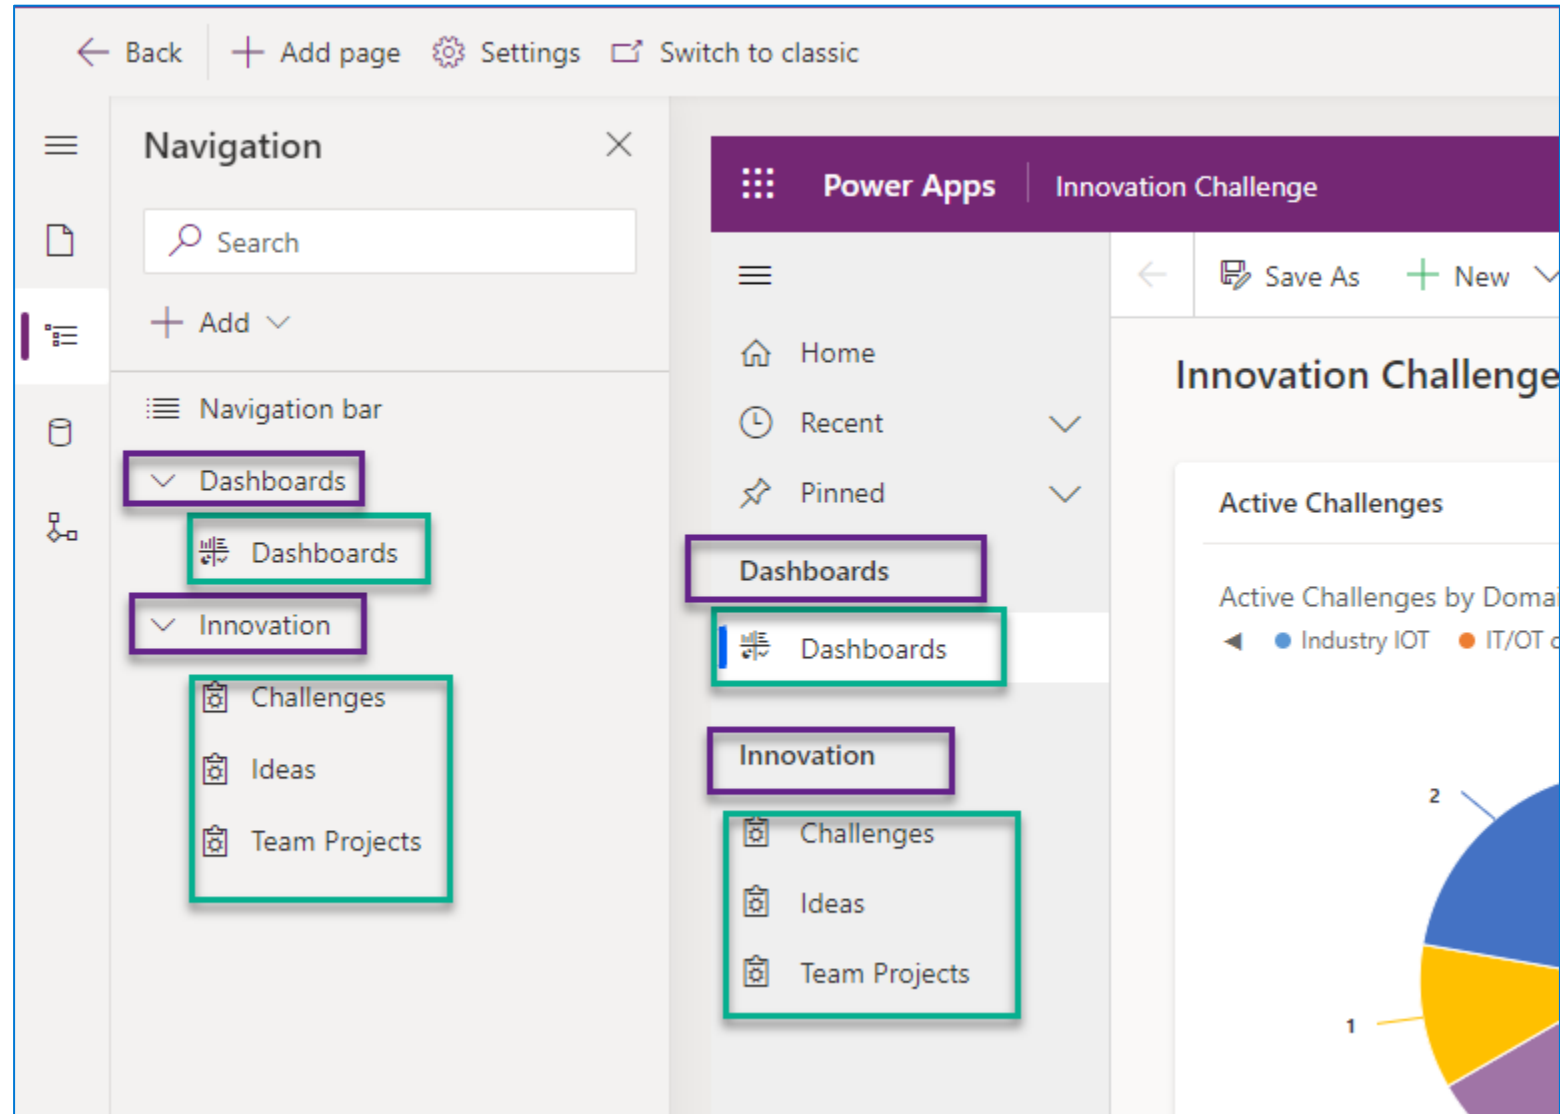 Back
Add page
Settings
Switch to classic
Navigation
Search
Add
Navigation bar
Dashboards
Dashboards
Innovation
Challenges
Ideas
Team Projects
Power Apps
Innovation Challenge
Home
Recent
Pinned
Dashboards
Dashboards
Innovation
Challenges
Ideas
Team Projects
Save As
New
Innovation Challenge
Active Challenges
Active Challenges by Domai
Industry IOT
IT/OT c
2
1